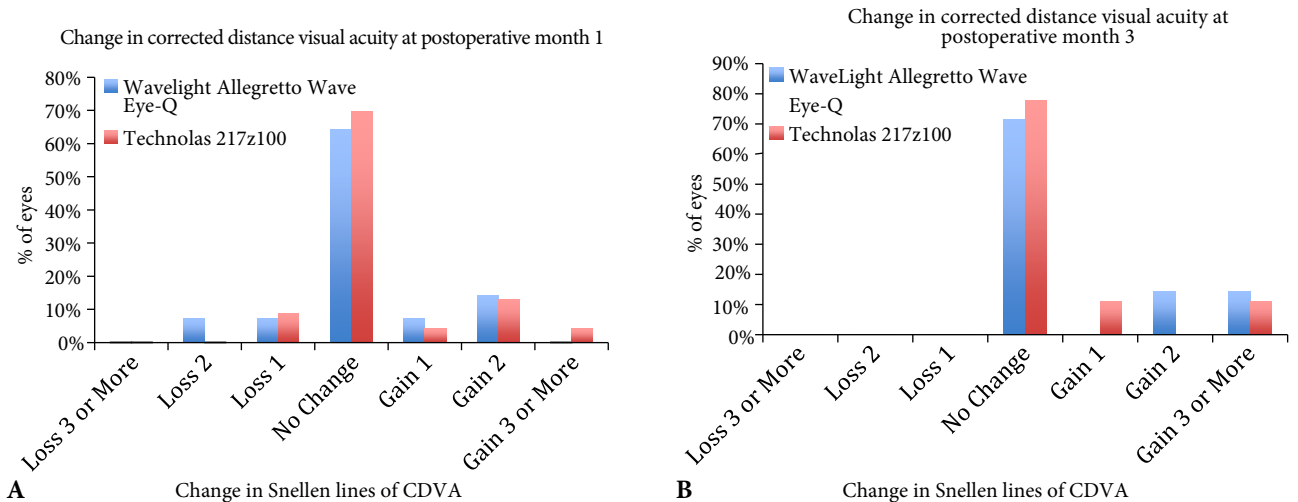 Change in corrected distance visual acuity at postoperative month 1
80%
70%
60%
50%
40%
30%
20%
10%
0%
% of eyes
Wavelight Allegretto Wave
Eye-Q
Technolas 217z100
Loss 3 or More
Loss 2
Loss 1
No Change
Gain 1
Gain 2
Gain 3 or More
A
Change in Snellen lines of CDVA
Change in corrected distance visual acuity at
postoperative month 3
90%
80%
70%
60%
50%
40%
30%
20%
10%
0%
% of eyes
WaveLight Allegretto Wave
Eye-Q
Technolas 217z100
Loss 3 or More
Loss 2
Loss 1
No Change
Gain 1
Gain 2
Gain 3 or More
B
Change in Snellen lines of CDVA